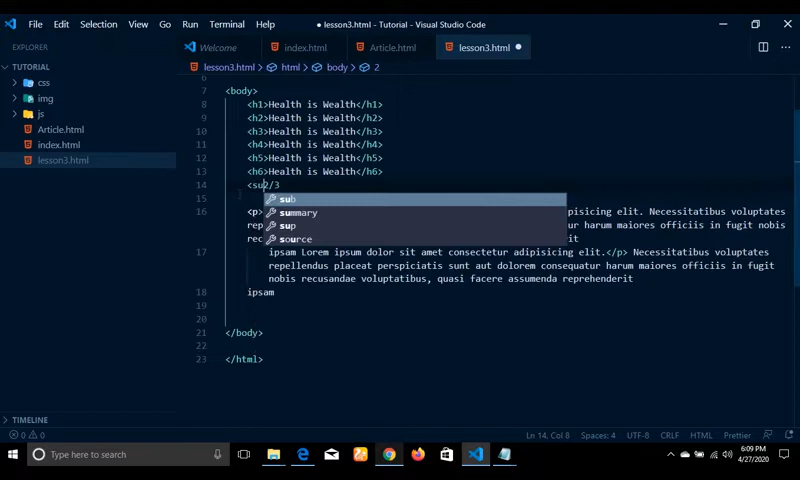 File Edit Selection View Go Run Terminal Help ● lesson3.html - Tutorial - Visual Studio Code
EXPLORER Welcome index.html Article.html lesson3.html ●
TUTORIAL lesson3.html > html > body > 2
css
img
js
Article.html
index.html
lesson3.html
6
7 <body>
8 <h1>Health is Wealth</h1>
9 <h2>Health is Wealth</h2>
10 <h3>Health is Wealth</h3>
11 <h4>Health is Wealth</h4>
12 <h5>Health is Wealth</h5>
13 <h6>Health is Wealth</h6>
14 <su2/3
15 sub
16 <p> summary pisicing elit. Necessitatibus voluptates
rep sup rum maiores officiis in fugit nobis
rec source it
17 ipsam Lorem ipsum dolor sit amet consectetur adipisicing elit.</p> Necessitatibus voluptates
repellendus placeat perspiciatis sunt aut dolorem consequatur harum maiores officiis in fugit
nobis recusandae voluptatibus, quasi facere assumenda reprehenderit
18 ipsam
19
20
21 </body>
22
23 </html>
TIMELINE
0 0 Ln 14, Col 8 Spaces: 4 UTF-8 CRLF HTML Prettier
Type here to search 6:09 PM
4/27/2020